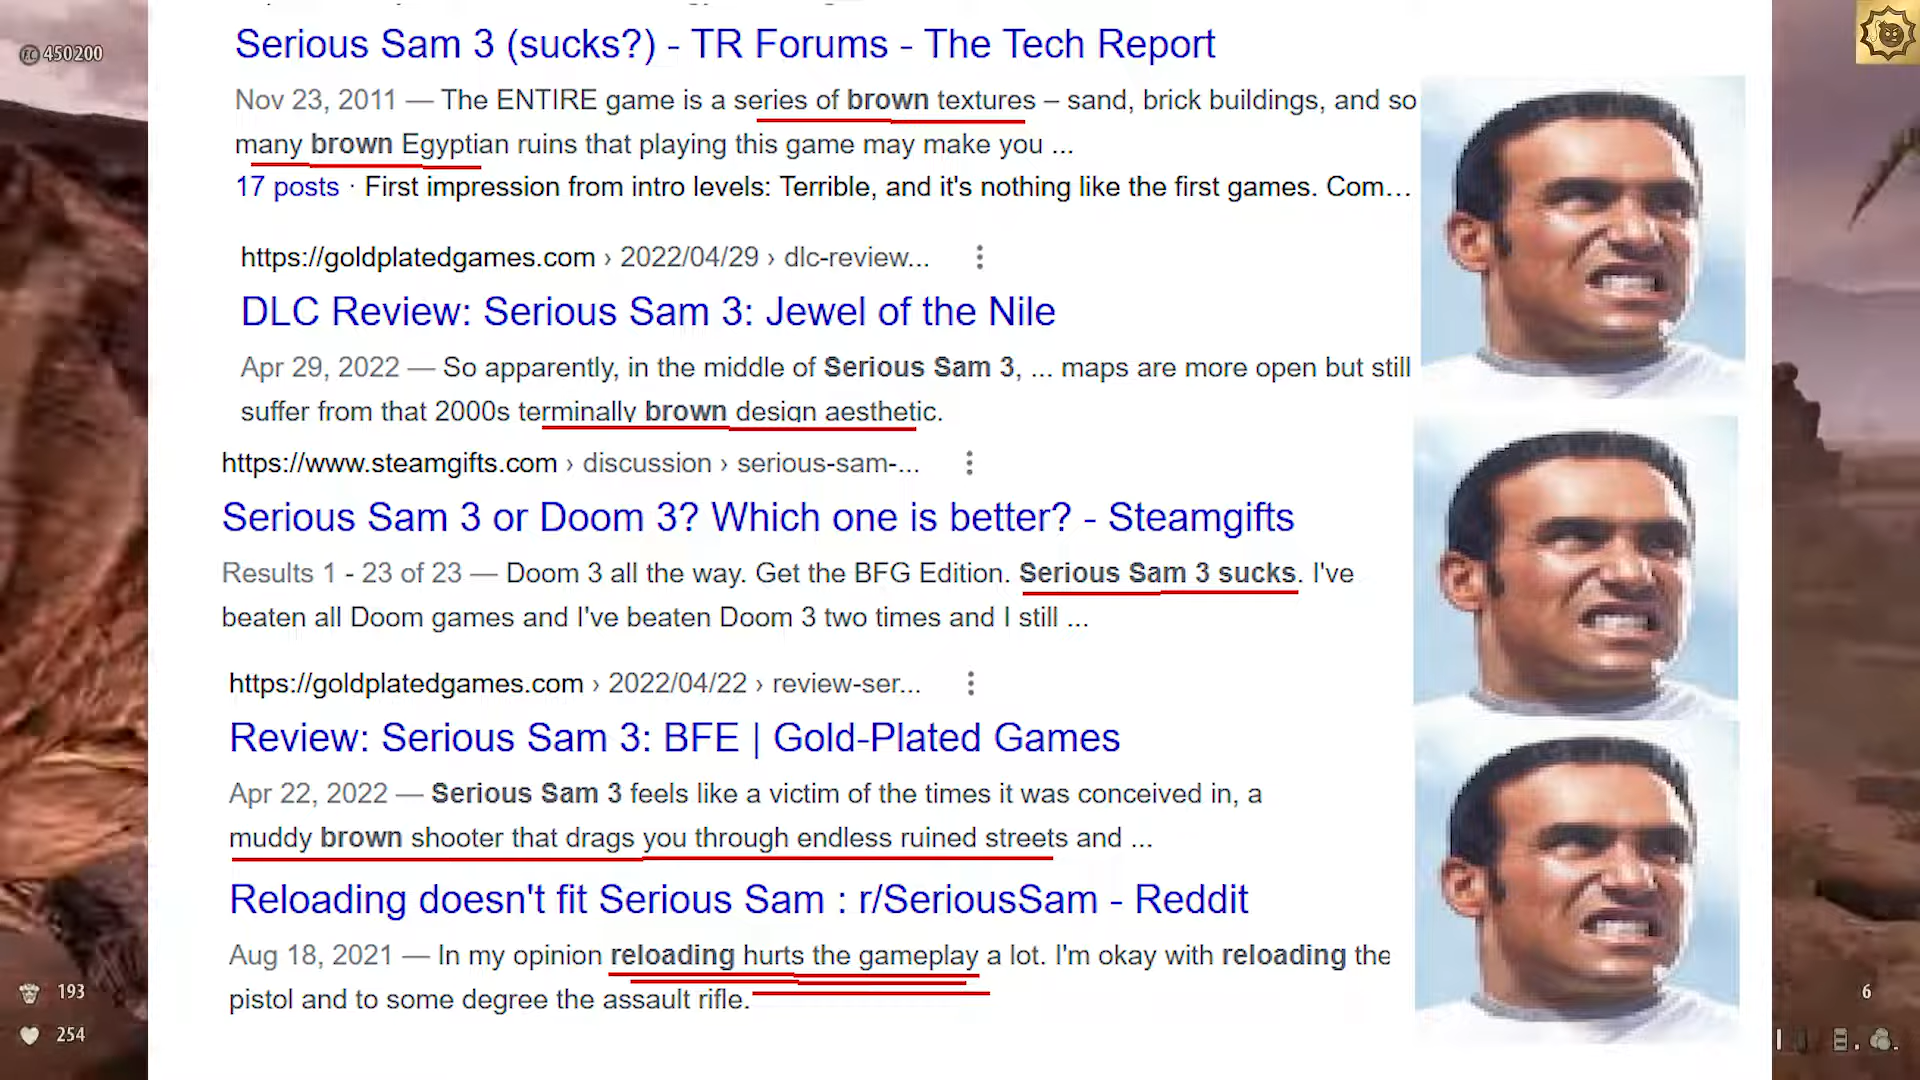 450200
Serious Sam 3 (sucks?) - TR Forums - The Tech Report
Nov 23, 2011 — The ENTIRE game is a series of brown textures – sand, brick buildings, and so
many brown Egyptian ruins that playing this game may make you ...
17 posts · First impression from intro levels: Terrible, and it's nothing like the first games. Com...
https://goldplatedgames.com › 2022/04/29 › dlc-review...
DLC Review: Serious Sam 3: Jewel of the Nile
Apr 29, 2022 — So apparently, in the middle of Serious Sam 3, ... maps are more open but still
suffer from that 2000s terminally brown design aesthetic.
https://www.steamgifts.com › discussion › serious-sam-...
Serious Sam 3 or Doom 3? Which one is better? - Steamgifts
Results 1 - 23 of 23 — Doom 3 all the way. Get the BFG Edition. Serious Sam 3 sucks. I've
beaten all Doom games and I've beaten Doom 3 two times and I still ...
https://goldplatedgames.com › 2022/04/22 › review-ser...
Review: Serious Sam 3: BFE | Gold-Plated Games
Apr 22, 2022 — Serious Sam 3 feels like a victim of the times it was conceived in, a
muddy brown shooter that drags you through endless ruined streets and ...
Reloading doesn't fit Serious Sam : r/SeriousSam - Reddit
Aug 18, 2021 — In my opinion reloading hurts the gameplay a lot. I'm okay with reloading the
pistol and to some degree the assault rifle.
193
254
6